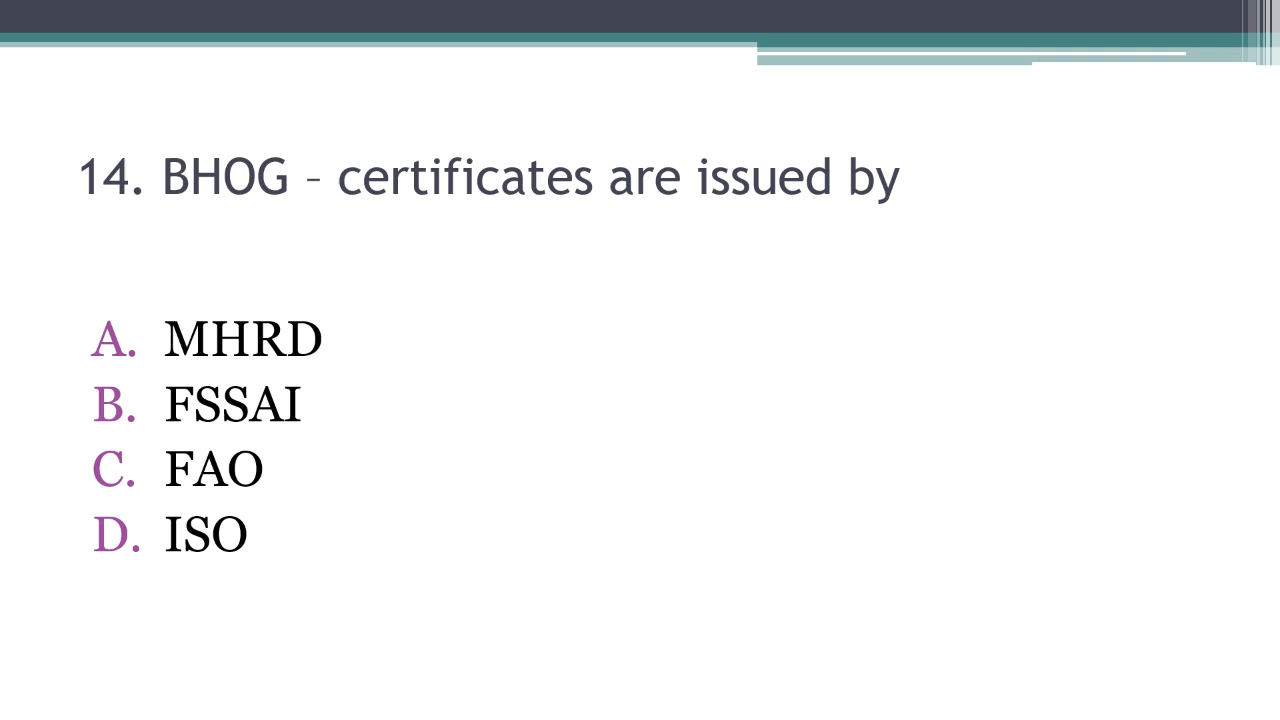 14. BHOG – certificates are issued by
A. MHRD
B. FSSAI
C. FAO
D. ISO